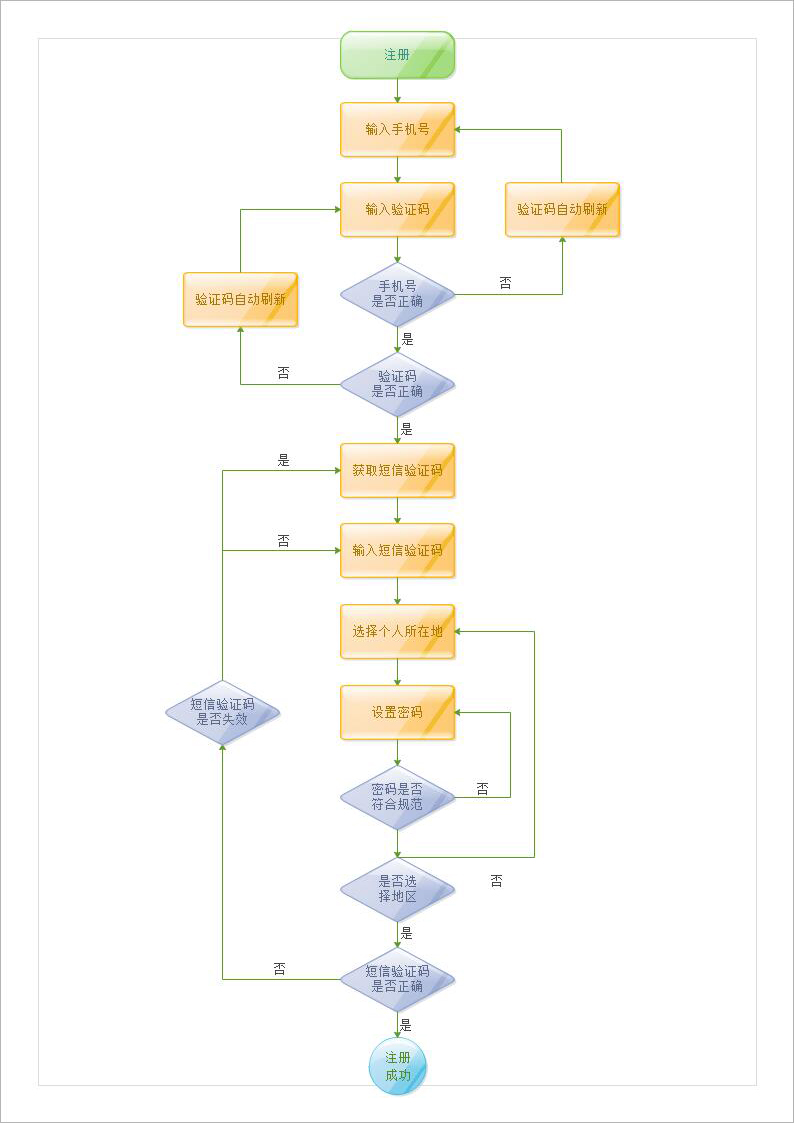 注册
输入手机号
输入验证码
验证码自动刷新
验证码自动刷新
手机号
是否正确
否
是
验证码
是否正确
否
是
获取短信验证码
是
输入短信验证码
否
选择个人所在地
设置密码
短信验证码
是否失效
密码是否
符合规范
否
是否选
择地区
否
是
短信验证码
是否正确
否
是
注册
成功